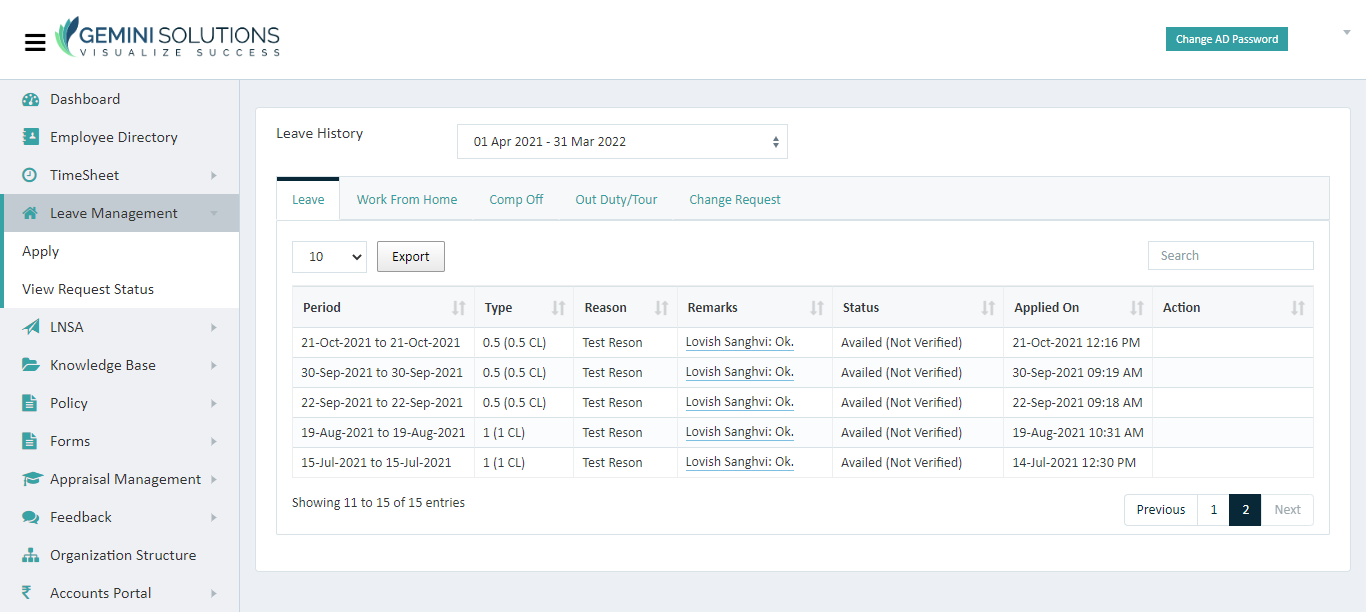 GEMINI SOLUTIONS
VISUALIZE SUCCESS
Change AD Password
Dashboard
Employee Directory
TimeSheet
Leave Management
Apply
View Request Status
LNSA
Knowledge Base
Policy
Forms
Appraisal Management
Feedback
Organization Structure
Accounts Portal
Leave History
01 Apr 2021 - 31 Mar 2022
Leave Work From Home Comp Off Out Duty/Tour Change Request
10 Export Search
Period Type Reason Remarks Status Applied On Action
21-Oct-2021 to 21-Oct-2021 0.5 (0.5 CL) Test Reson Lovish Sanghvi: Ok. Availed (Not Verified) 21-Oct-2021 12:16 PM
30-Sep-2021 to 30-Sep-2021 0.5 (0.5 CL) Test Reson Lovish Sanghvi: Ok. Availed (Not Verified) 30-Sep-2021 09:19 AM
22-Sep-2021 to 22-Sep-2021 0.5 (0.5 CL) Test Reson Lovish Sanghvi: Ok. Availed (Not Verified) 22-Sep-2021 09:18 AM
19-Aug-2021 to 19-Aug-2021 1 (1 CL) Test Reson Lovish Sanghvi: Ok. Availed (Not Verified) 19-Aug-2021 10:31 AM
15-Jul-2021 to 15-Jul-2021 1 (1 CL) Test Reson Lovish Sanghvi: Ok. Availed (Not Verified) 14-Jul-2021 12:30 PM
Showing 11 to 15 of 15 entries
Previous 1 2 Next